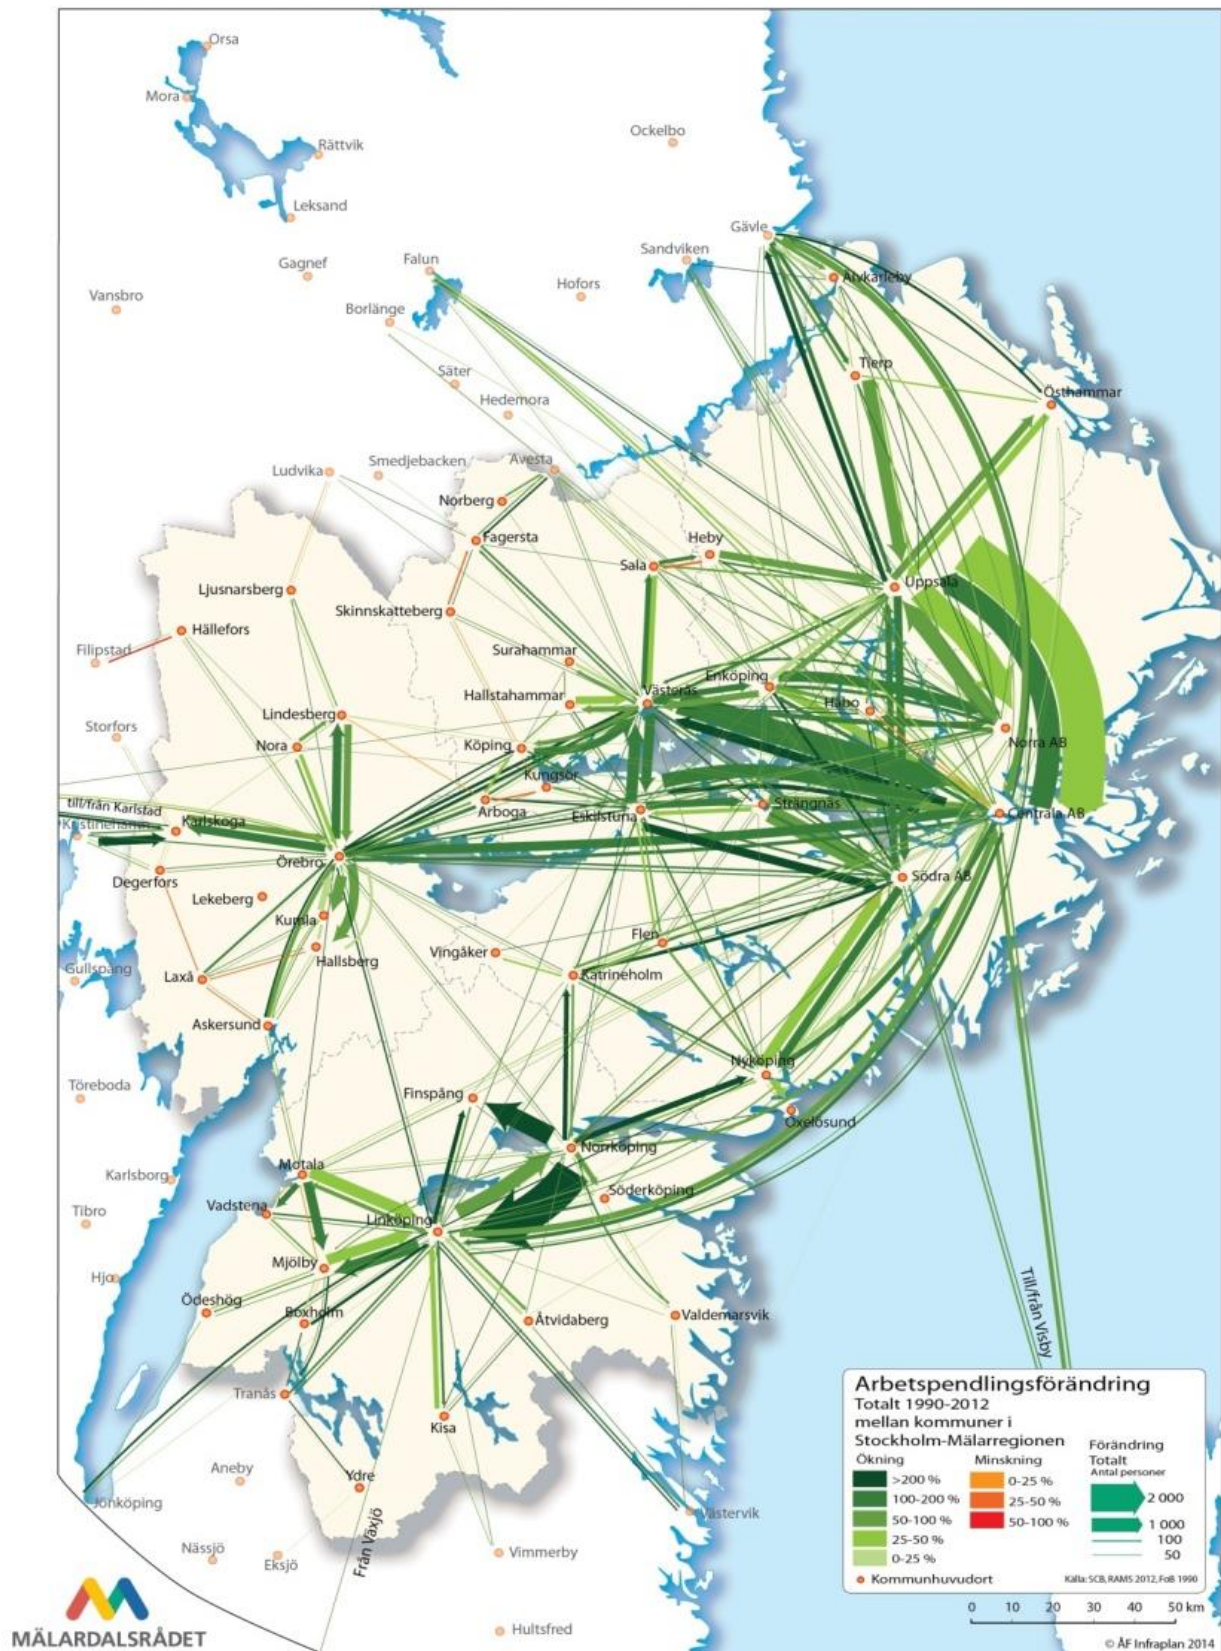 Orsa
Mora
Ockelbo
Rättvik
Leksand
Gävle
Sandviken
Gagnef
Falun
Älvkarleby
Hofors
Vansbro
Borlänge
Tierp
Säter
Östhammar
Hedemora
Smedjebacken
Avesta
Ludvika
Norberg
Fagersta
Heby
Sala
Uppsala
Ljusnarsberg
Skinnskatteberg
Hällefors
Filipstad
Surahammar
Enköping
Hallstahammar
Västerås
Håbo
Lindesberg
Storfors
Nora
Köping
Norra AB
Kungsör
till/från Karlstad
Arboga
Strängnäs
Eskilstuna
Centrala AB
Karlskoga
Örebro
Degerfors
Södra AB
Lekeberg
Kumla
Flen
Vingåker
Hallsberg
Gullspång
Laxå
Katrineholm
Askersund
Nyköping
Töreboda
Finspång
Oxelösund
Norrköping
Motala
Karlsborg
Söderköping
Vadstena
Tibro
Linköping
Mjölby
Hjo
Till/från Visby
Ödeshög
Boxholm
Åtvidaberg
Valdemarsvik
Tranås
Kisa
Aneby
Ydre
Jönköping
Västervik
Från Växjö
Nässjö
Eksjö
Vimmerby
Hultsfred
Arbetspendlingsförändring
Totalt 1990-2012
mellan kommuner i
Stockholm-Mälarregionen
Ökning
>200 %
100-200 %
50-100 %
25-50 %
0-25 %
Minskning
0-25 %
25-50 %
50-100 %
Förändring
Totalt
Antal personer
2 000
1 000
100
50
Kommunhuvudort
Källa: SCB, RAMS 2012, FoB 1990
0 10 20 30 40 50 km
© ÅF Infraplan 2014
MÄLARDALSRÅDET